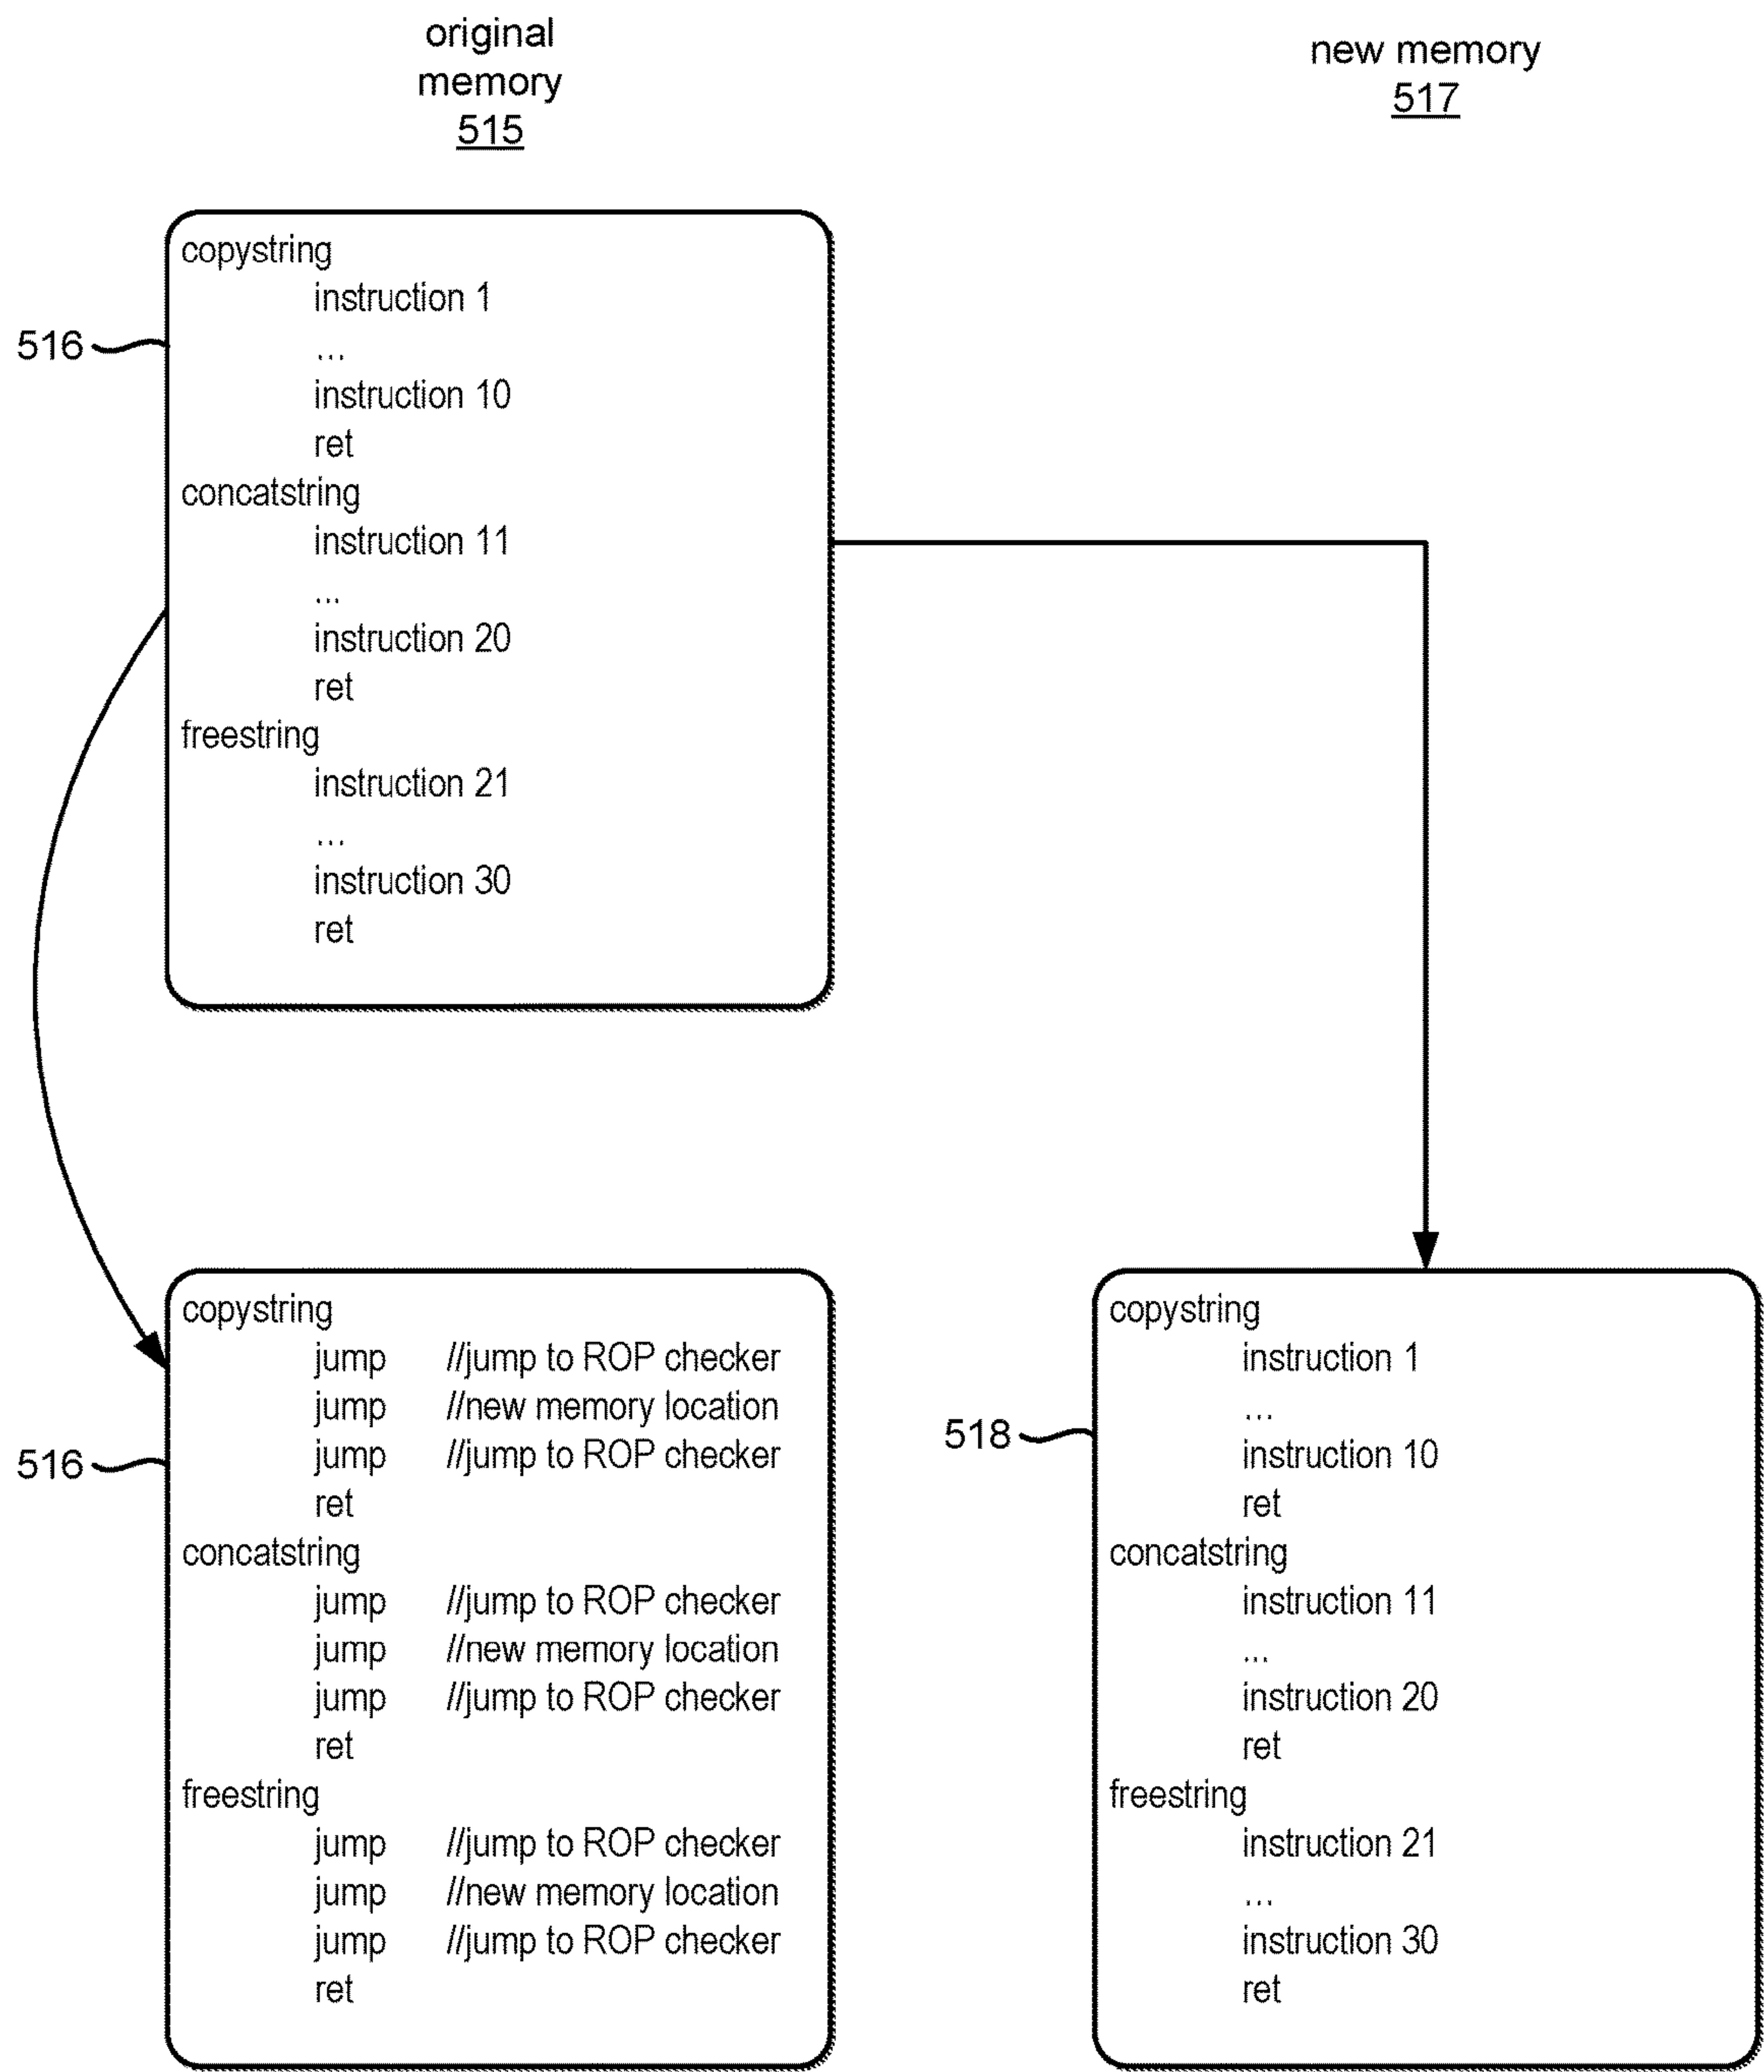 original
memory
515
new memory
517
516
copystring
instruction 1
...
instruction 10
ret
concatstring
instruction 11
...
instruction 20
ret
freestring
instruction 21
...
instruction 30
ret
516
copystring
jump //jump to ROP checker
jump //new memory location
jump //jump to ROP checker
ret
concatstring
jump //jump to ROP checker
jump //new memory location
jump //jump to ROP checker
ret
freestring
jump //jump to ROP checker
jump //new memory location
jump //jump to ROP checker
ret
518
copystring
instruction 1
...
instruction 10
ret
concatstring
instruction 11
...
instruction 20
ret
freestring
instruction 21
...
instruction 30
ret